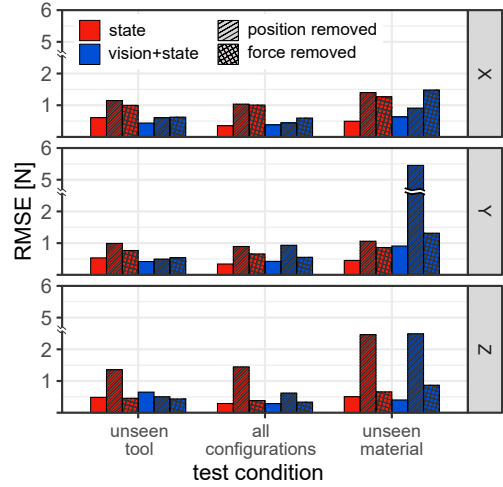 6
5
2
1
state
vision+state
position removed
force removed
X
6
5
2
1
Y
6
5
2
1
Z
RMSE [N]
unseen
tool
all
configurations
unseen
material
test condition